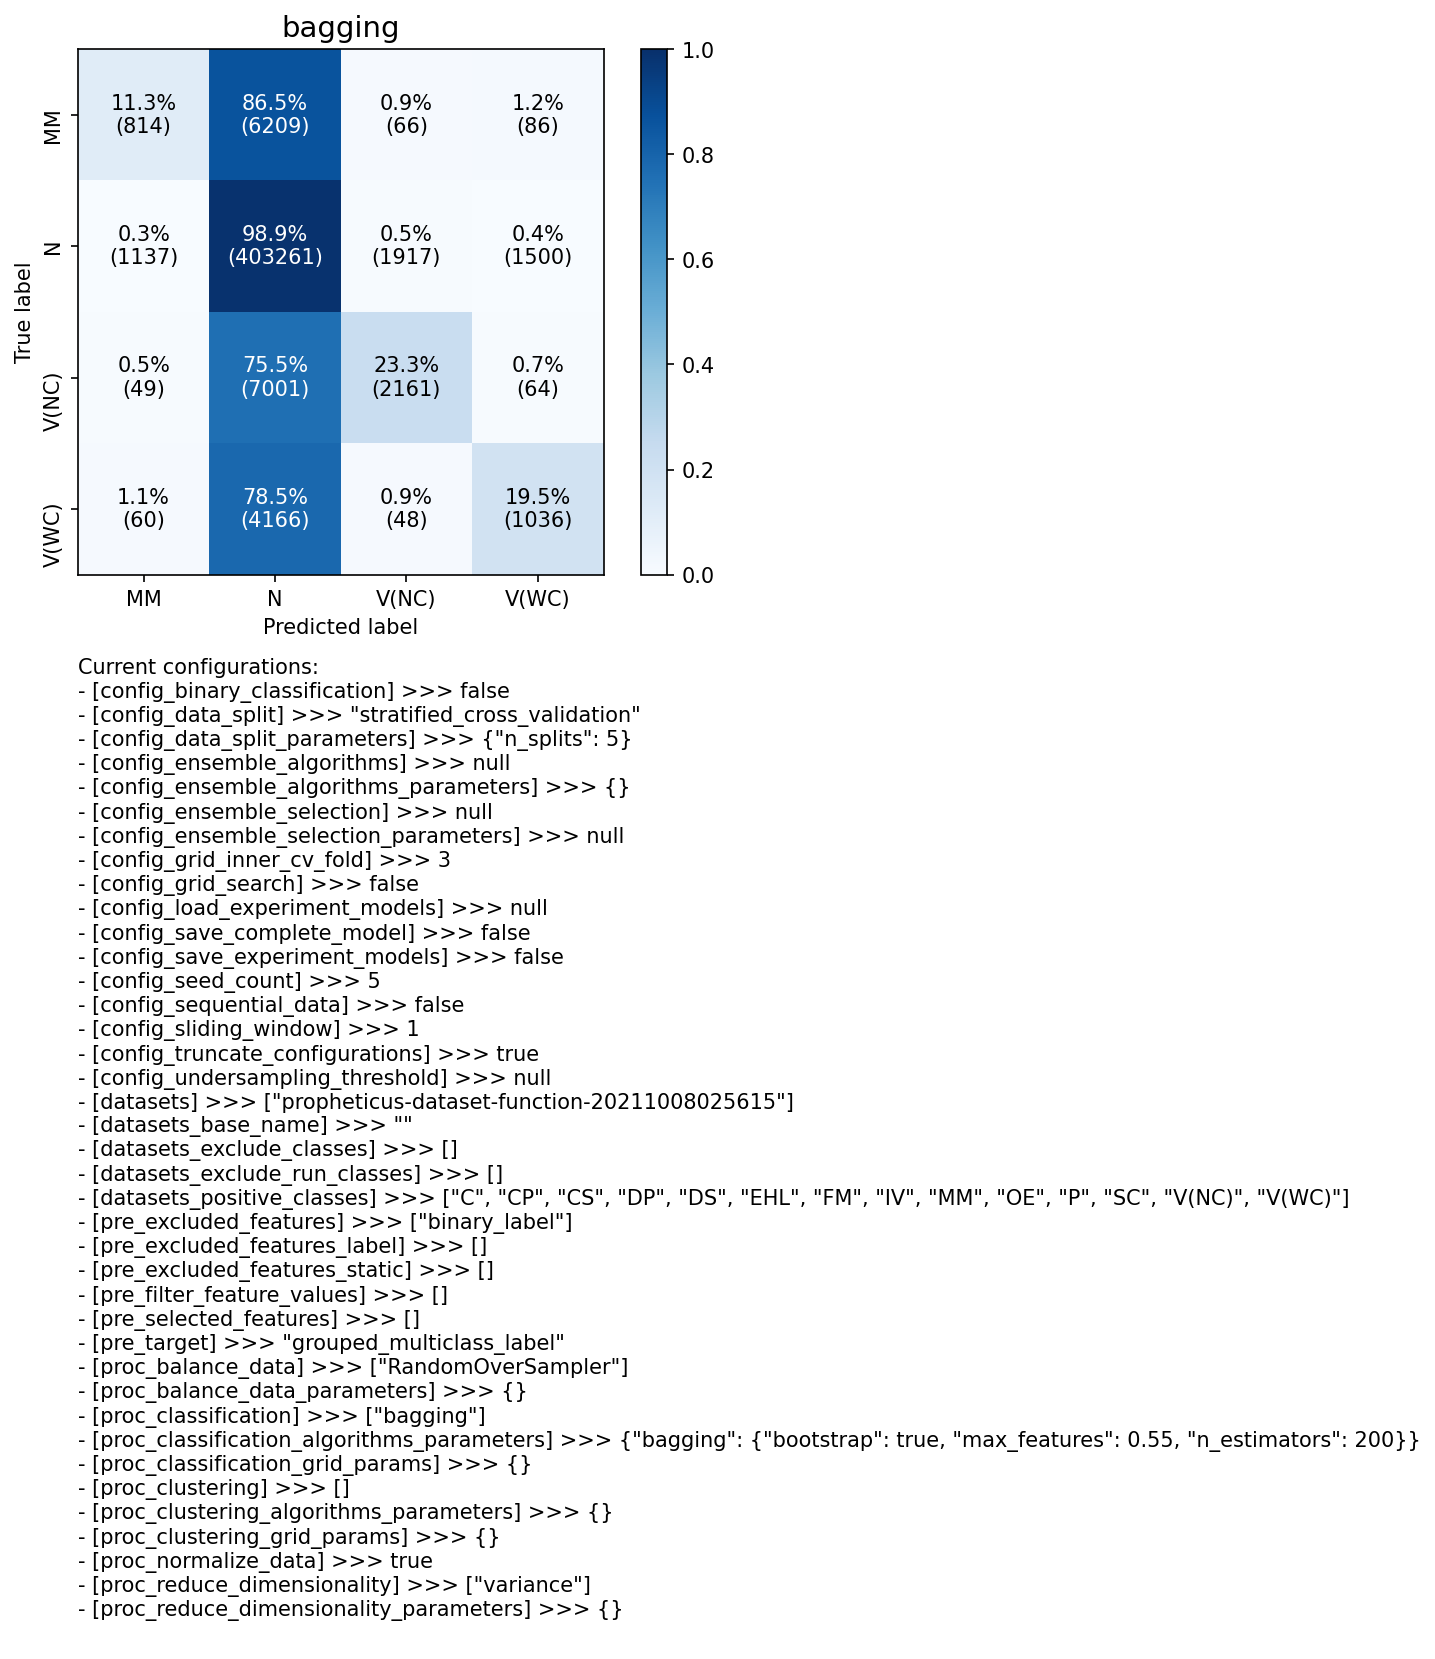 bagging
11.3% 86.5% 0.9% 1.2%
(814) (6209) (66) (86)
0.3% 98.9% 0.5% 0.4%
(1137) (403261) (1917) (1500)
0.5% 75.5% 23.3% 0.7%
(49) (7001) (2161) (64)
1.1% 78.5% 0.9% 19.5%
(60) (4166) (48) (1036)
True label
MM
N
V(NC)
V(WC)
MM N V(NC) V(WC)
Predicted label
1.0
0.8
0.6
0.4
0.2
0.0
Current configurations:
- [config_binary_classification] >>> false
- [config_data_split] >>> "stratified_cross_validation"
- [config_data_split_parameters] >>> {"n_splits": 5}
- [config_ensemble_algorithms] >>> null
- [config_ensemble_algorithms_parameters] >>> {}
- [config_ensemble_selection] >>> null
- [config_ensemble_selection_parameters] >>> null
- [config_grid_inner_cv_fold] >>> 3
- [config_grid_search] >>> false
- [config_load_experiment_models] >>> null
- [config_save_complete_model] >>> false
- [config_save_experiment_models] >>> false
- [config_seed_count] >>> 5
- [config_sequential_data] >>> false
- [config_sliding_window] >>> 1
- [config_truncate_configurations] >>> true
- [config_undersampling_threshold] >>> null
- [datasets] >>> ["propheticus-dataset-function-20211008025615"]
- [datasets_base_name] >>> ""
- [datasets_exclude_classes] >>> []
- [datasets_exclude_run_classes] >>> []
- [datasets_positive_classes] >>> ["C", "CP", "CS", "DP", "DS", "EHL", "FM", "IV", "MM", "OE", "P", "SC", "V(NC)", "V(WC)"]
- [pre_excluded_features] >>> ["binary_label"]
- [pre_excluded_features_label] >>> []
- [pre_excluded_features_static] >>> []
- [pre_filter_feature_values] >>> []
- [pre_selected_features] >>> []
- [pre_target] >>> "grouped_multiclass_label"
- [proc_balance_data] >>> ["RandomOverSampler"]
- [proc_balance_data_parameters] >>> {}
- [proc_classification] >>> ["bagging"]
- [proc_classification_algorithms_parameters] >>> {"bagging": {"bootstrap": true, "max_features": 0.55, "n_estimators": 200}}
- [proc_classification_grid_params] >>> {}
- [proc_clustering] >>> []
- [proc_clustering_algorithms_parameters] >>> {}
- [proc_clustering_grid_params] >>> {}
- [proc_normalize_data] >>> true
- [proc_reduce_dimensionality] >>> ["variance"]
- [proc_reduce_dimensionality_parameters] >>> {}